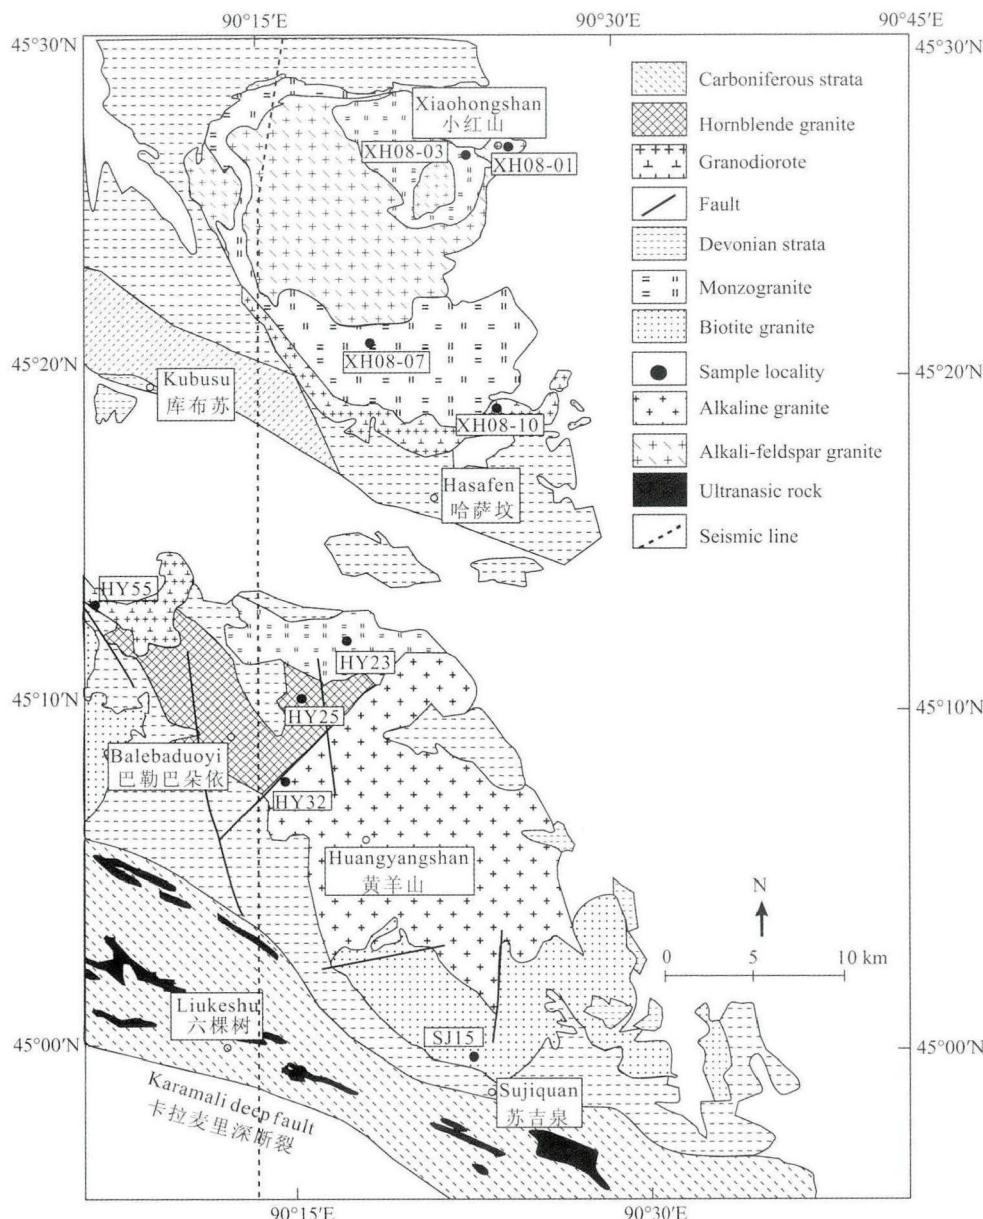 90°15′E
90°30′E
90°45′E
45°30′N
45°30′N
Xiaohongshan
小红山
XH08-03
XH08-01
Carboniferous strata
Hornblende granite
Granodiorote
Fault
Devonian strata
Monzogranite
Biotite granite
Sample locality
Alkaline granite
Alkali-feldspar granite
Ultranasic rock
Seismic line
45°20′N
45°20′N
XH08-07
Kubusu
库布苏
XH08-10
Hasafen
哈萨坟
HY55
HY23
45°10′N
45°10′N
HY25
Balebaduoyi
巴勒巴朵依
HY32
Huangyangshan
黄羊山
N
0 5 10 km
Liukeshu
六棵树
SJ15
45°00′N
45°00′N
Karamali deep fault
卡拉麦里深断裂
Sujiquan
苏吉泉
90°15′E
90°30′E